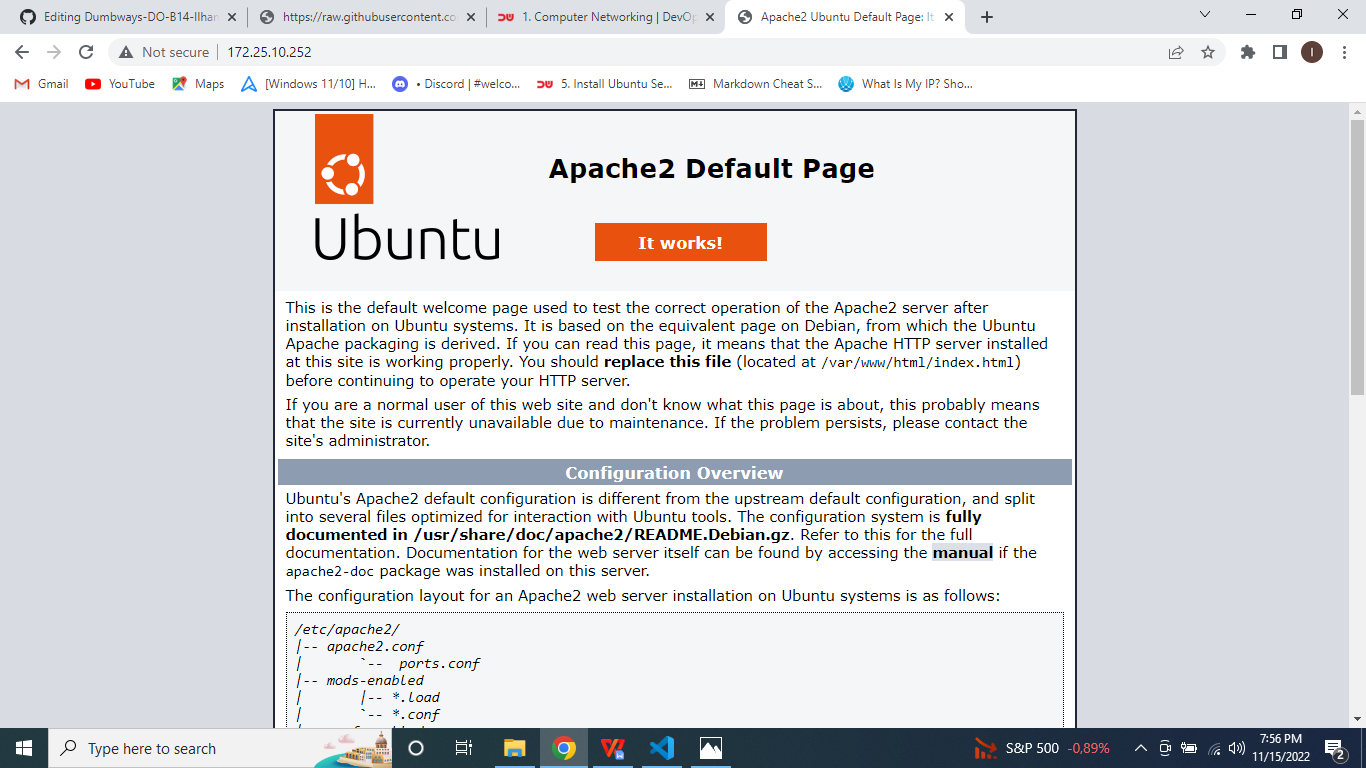 Editing Dumbways-DO-B14-Ilhar
https://raw.githubusercontent.co
1. Computer Networking | DevOp
Apache2 Ubuntu Default Page: It
Not secure
172.25.10.252
I
Gmail
YouTube
Maps
[Windows 11/10] H...
• Discord | #welco...
5. Install Ubuntu Se...
Markdown Cheat S...
What Is My IP? Sho...
Apache2 Default Page
Ubuntu
It works!
This is the default welcome page used to test the correct operation of the Apache2 server after
installation on Ubuntu systems. It is based on the equivalent page on Debian, from which the Ubuntu
Apache packaging is derived. If you can read this page, it means that the Apache HTTP server installed
at this site is working properly. You should replace this file (located at /var/www/html/index.html)
before continuing to operate your HTTP server.
If you are a normal user of this web site and don't know what this page is about, this probably means
that the site is currently unavailable due to maintenance. If the problem persists, please contact the
site's administrator.
Configuration Overview
Ubuntu's Apache2 default configuration is different from the upstream default configuration, and split
into several files optimized for interaction with Ubuntu tools. The configuration system is fully
documented in /usr/share/doc/apache2/README.Debian.gz. Refer to this for the full
documentation. Documentation for the web server itself can be found by accessing the manual if the
apache2-doc package was installed on this server.
The configuration layout for an Apache2 web server installation on Ubuntu systems is as follows:
/etc/apache2/
|-- apache2.conf
|       `--  ports.conf
|-- mods-enabled
|       |-- *.load
|       `-- *.conf
Type here to search
S&P 500 -0,89%
7:56 PM
11/15/2022
2